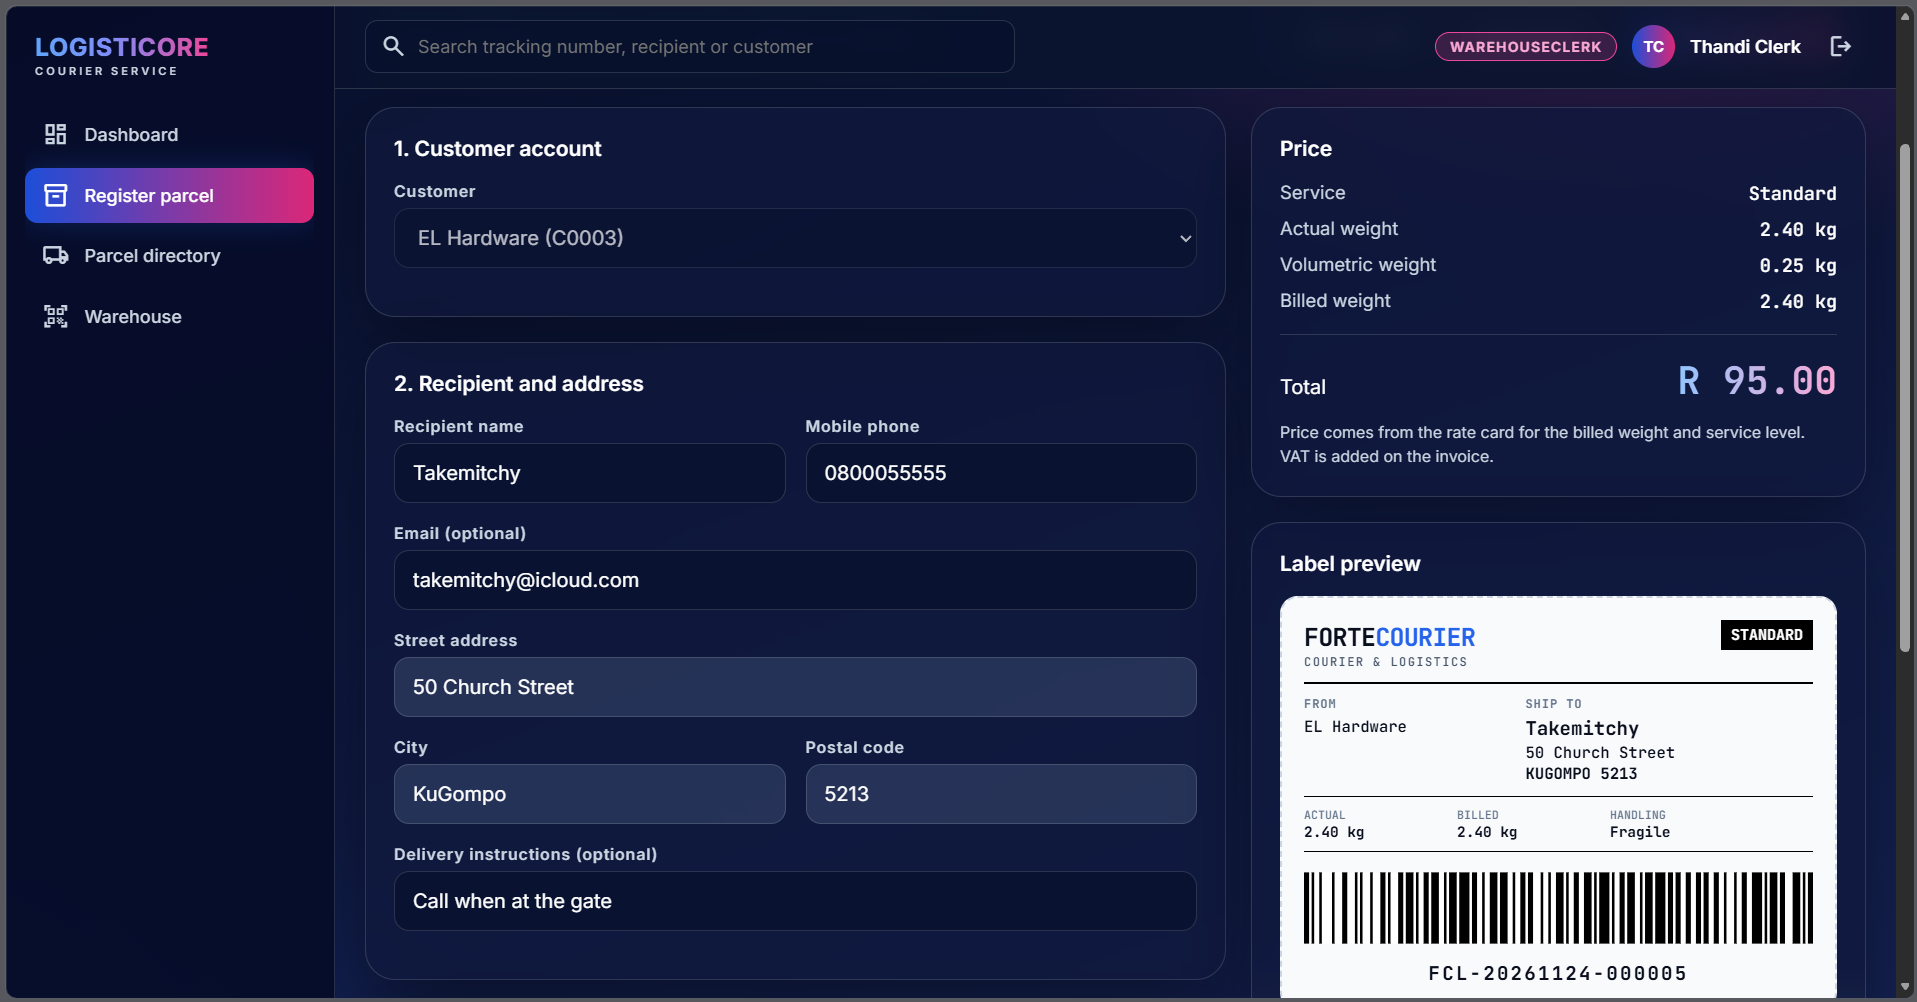 LOGISTICORE
COURIER SERVICE
Dashboard
Register parcel
Parcel directory
Warehouse
Search tracking number, recipient or customer
WAREHOUSECLERK
TC
Thandi Clerk
1. Customer account
Customer
EL Hardware (C0003)
2. Recipient and address
Recipient name
Mobile phone
Takemitchy
0800055555
Email (optional)
takemitchy@icloud.com
Street address
50 Church Street
City
Postal code
KuGompo
5213
Delivery instructions (optional)
Call when at the gate
Price
Service
Standard
Actual weight
2.40 kg
Volumetric weight
0.25 kg
Billed weight
2.40 kg
Total
R 95.00
Price comes from the rate card for the billed weight and service level.
VAT is added on the invoice.
Label preview
FORTECOURIER
STANDARD
COURIER & LOGISTICS
FROM
SHIP TO
EL Hardware
Takemitchy
50 Church Street
KUGOMPO 5213
ACTUAL
BILLED
HANDLING
2.40 kg
2.40 kg
Fragile
FCL-20261124-000005